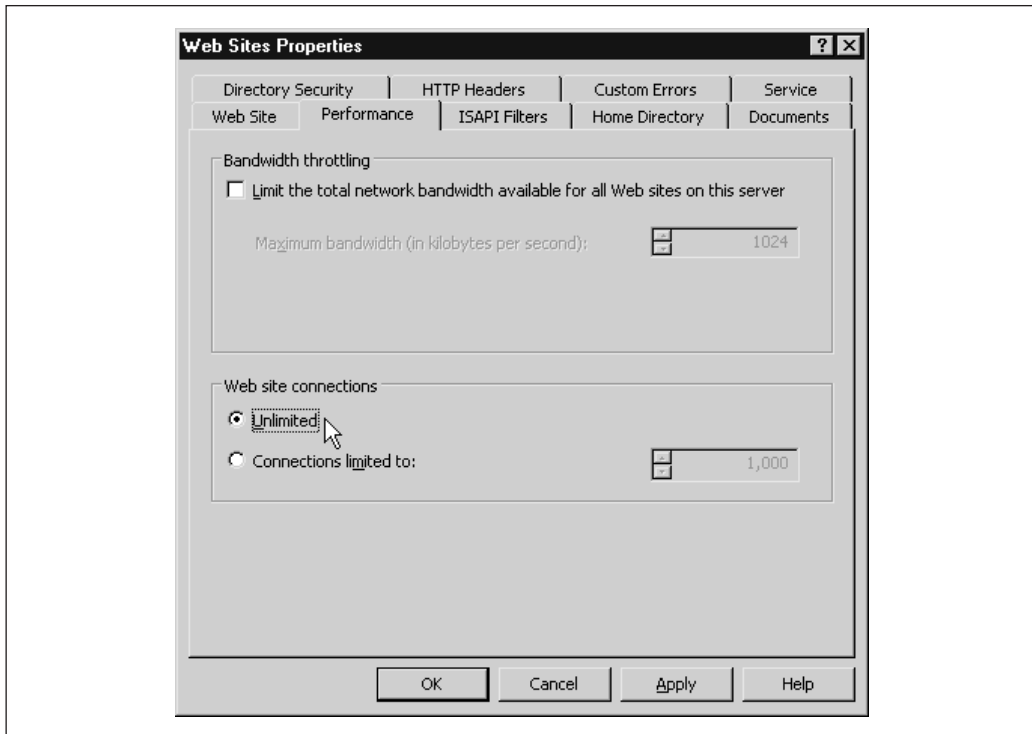 Web Sites Properties
Directory Security HTTP Headers Custom Errors Service
Web Site Performance ISAPI Filters Home Directory Documents
Bandwidth throttling
Limit the total network bandwidth available for all Web sites on this server
Maximum bandwidth (in kilobytes per second): 1024
Web site connections
Unlimited
Connections limited to: 1,000
OK Cancel Apply Help